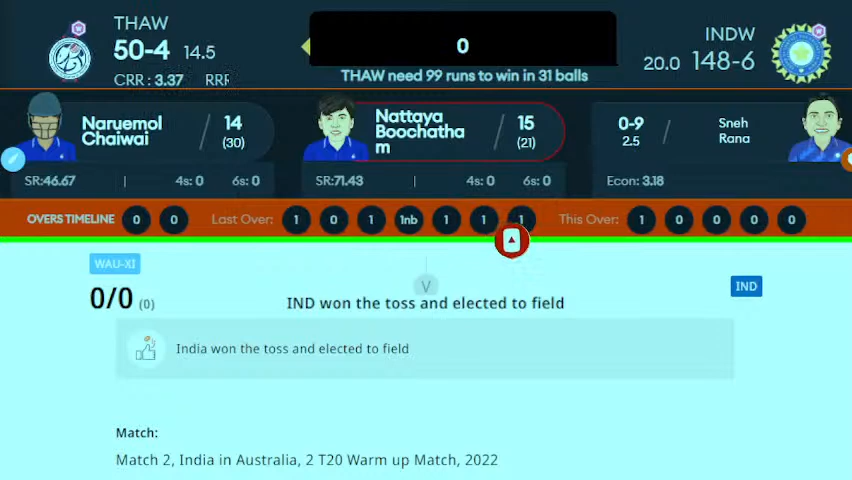 THAW
50-4 14.5
CRR : 3.37 RRR
0
THAW need 99 runs to win in 31 balls
INDW
20.0 148-6
Naruemol
Chaiwai
14
(30)
SR:46.67 | 4s: 0 6s: 0
Nattaya
Boochatha
m
15
(21)
SR:71.43 | 4s: 0 6s: 0
0-9
2.5
Sneh
Rana
Econ: 3.18
OVERS TIMELINE 0 0 Last Over: 1 0 1 1nb 1 1 1 This Over: 1 0 0 0 0
WAU-XI
0/0 (0)
V
IND won the toss and elected to field
IND
India won the toss and elected to field
Match:
Match 2, India in Australia, 2 T20 Warm up Match, 2022